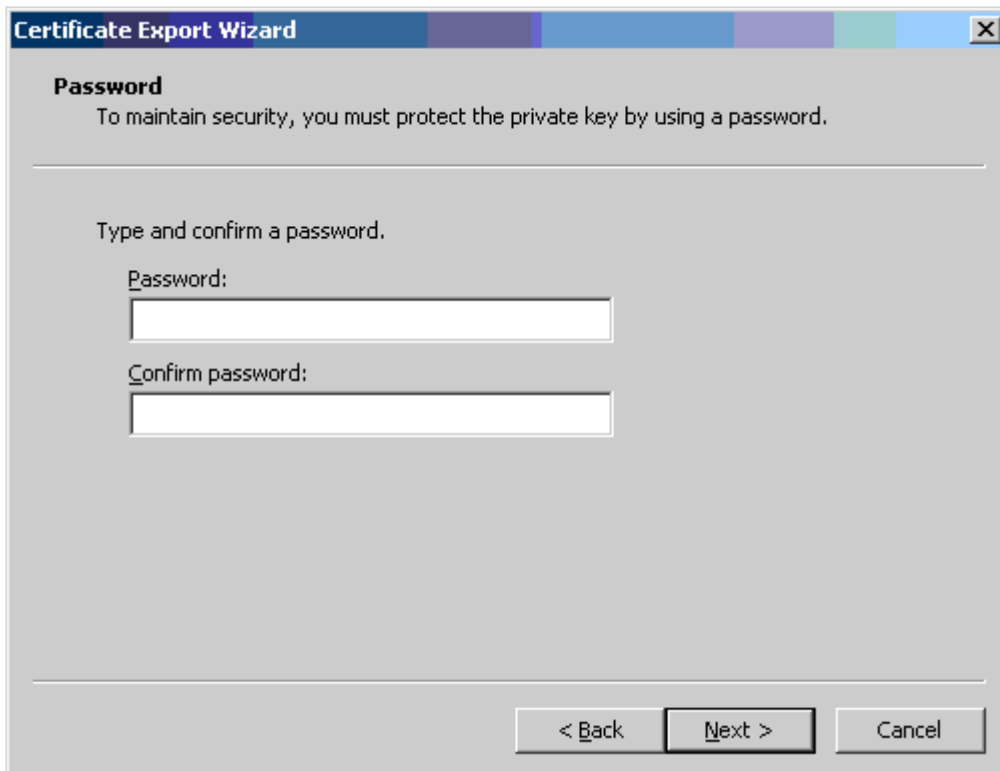 Certificate Export Wizard
Password
To maintain security, you must protect the private key by using a password.
Type and confirm a password.
Password:
Confirm password:
< Back Next > Cancel